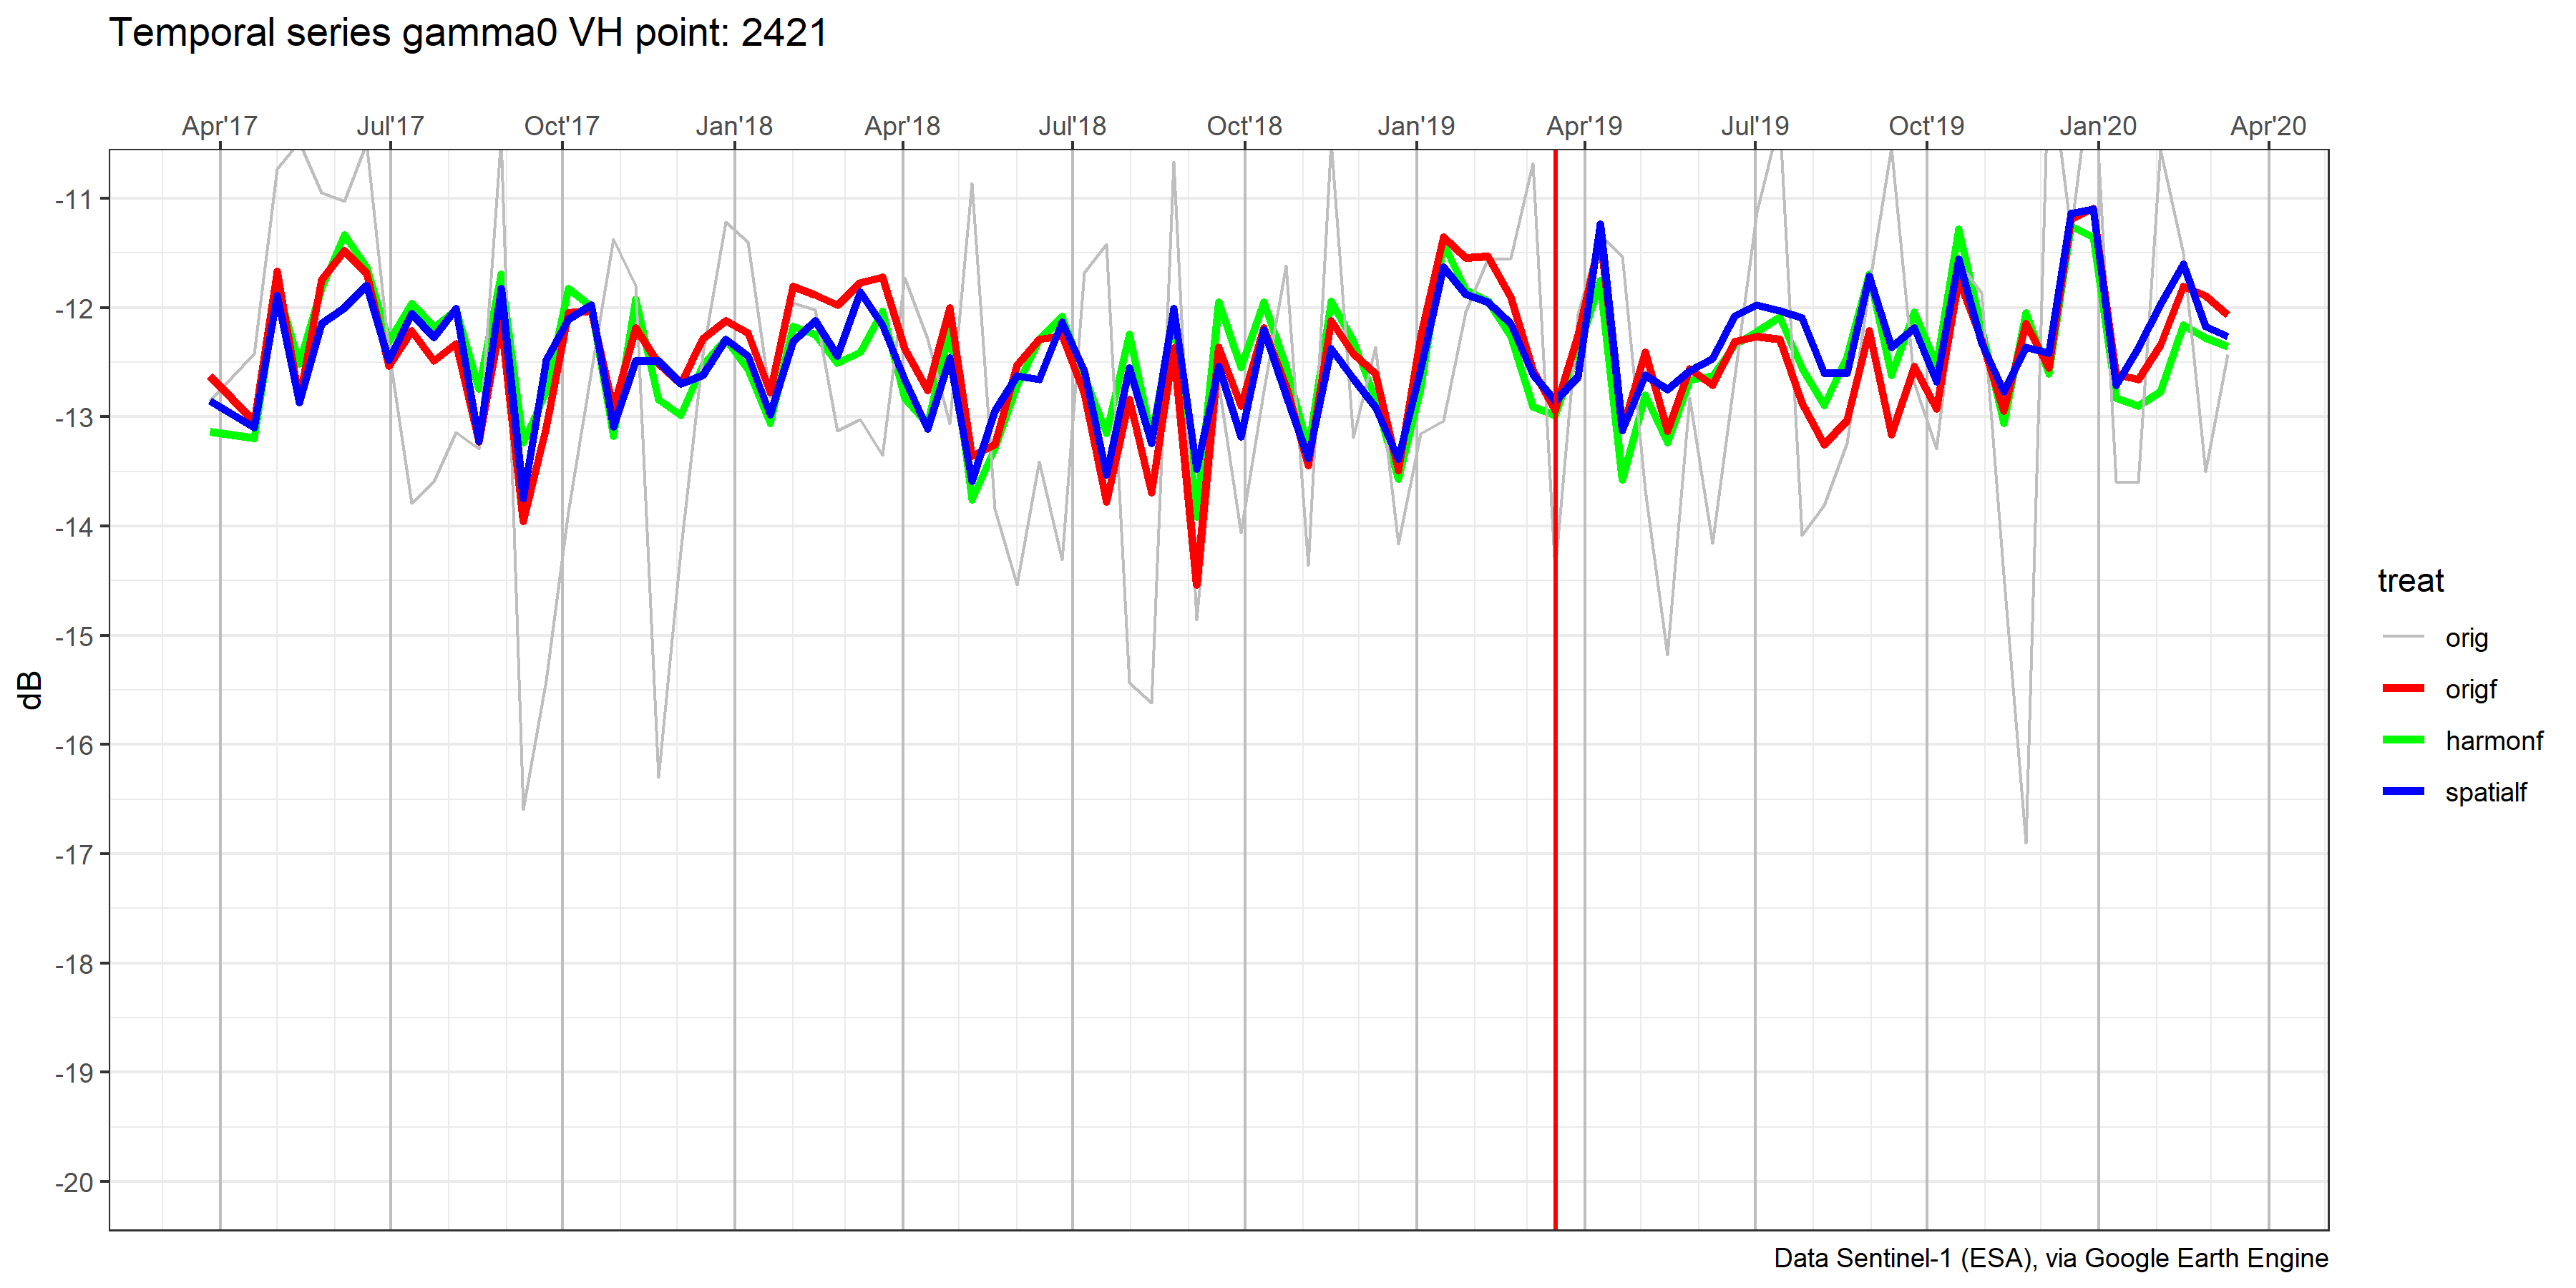 Temporal series gamma0 VH point: 2421
Apr'17 Jul'17 Oct'17 Jan'18 Apr'18 Jul'18 Oct'18 Jan'19 Apr'19 Jul'19 Oct'19 Jan'20 Apr'20
-11
-12
-13
-14
-15
-16
-17
-18
-19
-20
dB
treat
orig
origf
harmonf
spatialf
Data Sentinel-1 (ESA), via Google Earth Engine